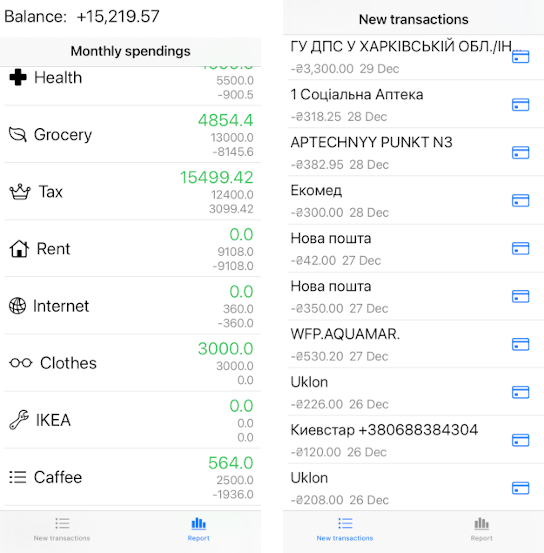 Balance: +15,219.57
Monthly spendings
Health
5500.0
-900.5
4854.4
Grocery
13000.0
-8145.6
15499.42
Tax
12400.0
3099.42
0.0
Rent
9108.0
-9108.0
0.0
Internet
360.0
-360.0
3000.0
Clothes
3000.0
0.0
0.0
IKEA
0.0
0.0
564.0
Caffee
2500.0
-1936.0
New transactions
Report
New transactions
ГУ ДПС У ХАРКІВСЬКІЙ ОБЛ./ІН...
-₴3,300.00 29 Dec
1 Соціальна Аптека
-₴318.25 28 Dec
APTECHNYY PUNKT N3
-₴382.95 28 Dec
Екомед
-₴300.00 28 Dec
Нова пошта
-₴42.00 27 Dec
Нова пошта
-₴350.00 27 Dec
WFP.AQUAMAR.
-₴530.20 27 Dec
Uklon
-₴226.00 26 Dec
Киевстар +380688384304
-₴120.00 26 Dec
Uklon
-₴208.00 26 Dec
New transactions
Report